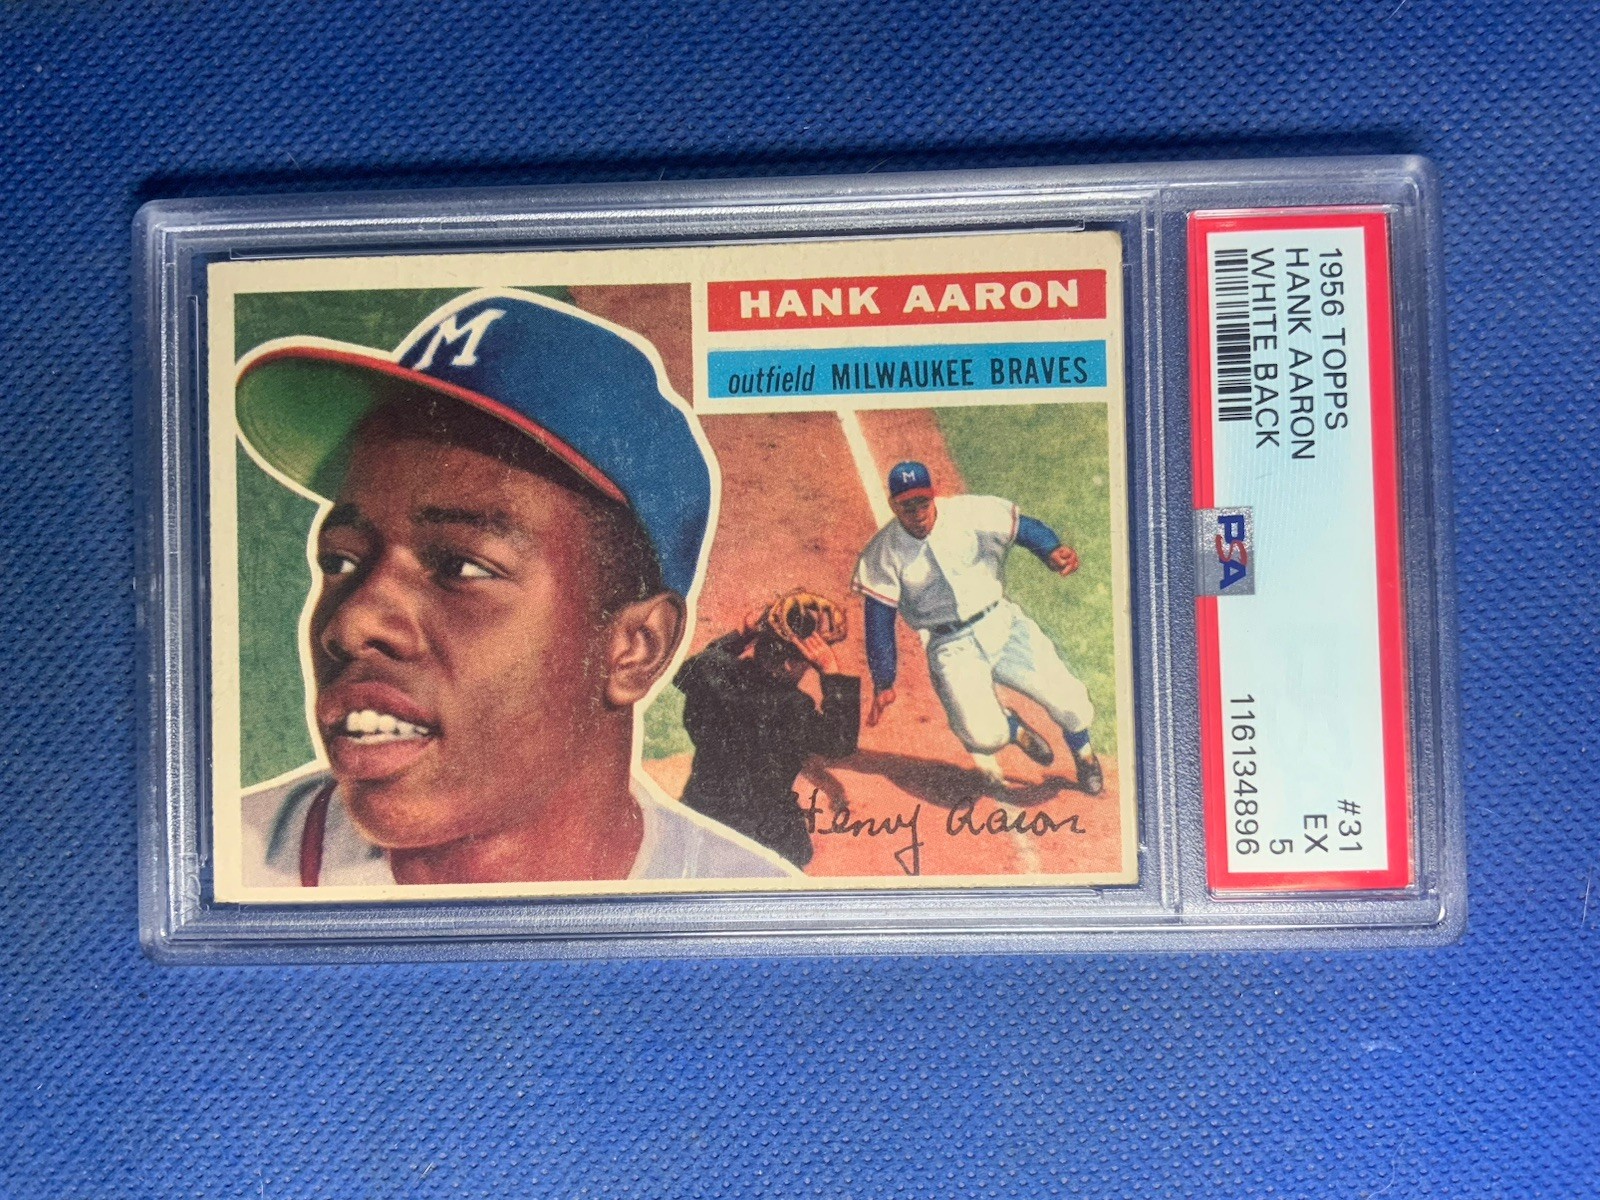 HANK AARON
outfield MILWAUKEE BRAVES
M
M
Henry Aaron
1956 TOPPS #31
HANK AARON EX
WHITE BACK 5
116134896
PSA